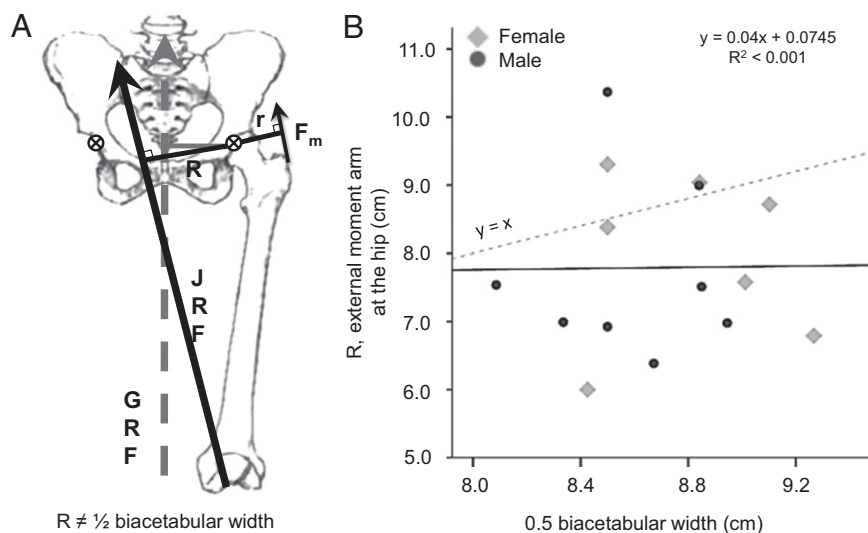 A
r
F
m
R
J
R
F
G
R
F
R ≠ ½ biacetabular width
B
Female
Male
y = 0.04x + 0.0745
R² < 0.001
11.0
10.0
9.0
8.0
7.0
6.0
5.0
R, external moment arm
at the hip (cm)
y = x
8.0 8.4 8.8 9.2
0.5 biacetabular width (cm)